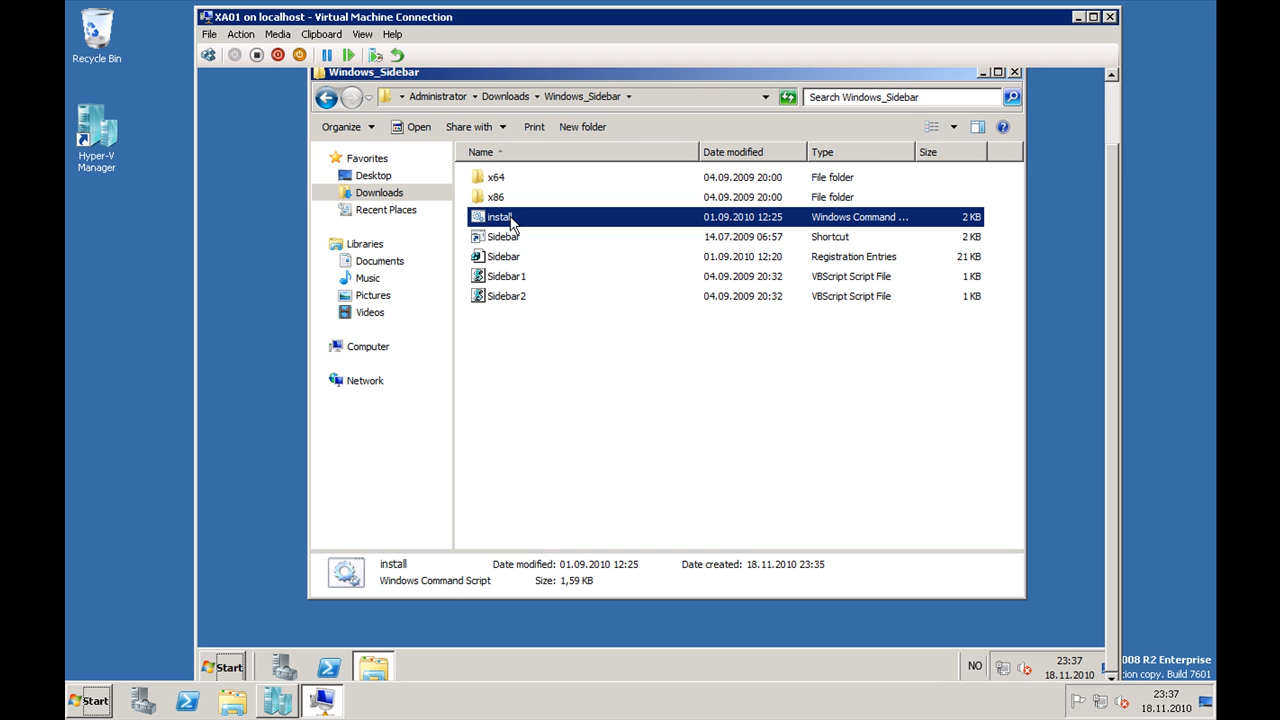 Recycle Bin
Hyper-V
Manager
XA01 on localhost - Virtual Machine Connection
File Action Media Clipboard View Help
Windows_Sidebar
Administrator Downloads Windows_Sidebar
Search Windows_Sidebar
Organize Open Share with Print New folder
Favorites
Desktop
Downloads
Recent Places
Libraries
Documents
Music
Pictures
Videos
Computer
Network
Name Date modified Type Size
x64 04.09.2009 20:00 File folder
x86 04.09.2009 20:00 File folder
install 01.09.2010 12:25 Windows Command ... 2 KB
Sidebar 14.07.2009 06:57 Shortcut 2 KB
Sidebar 01.09.2010 12:20 Registration Entries 21 KB
Sidebar1 04.09.2009 20:32 VBScript Script File 1 KB
Sidebar2 04.09.2009 20:32 VBScript Script File 1 KB
install Date modified: 01.09.2010 12:25 Date created: 18.11.2010 23:35
Windows Command Script Size: 1,59 KB
Start NO 23:37
18.11.2010
008 R2 Enterprise
tion copy. Build 7601
Start 23:37
18.11.2010